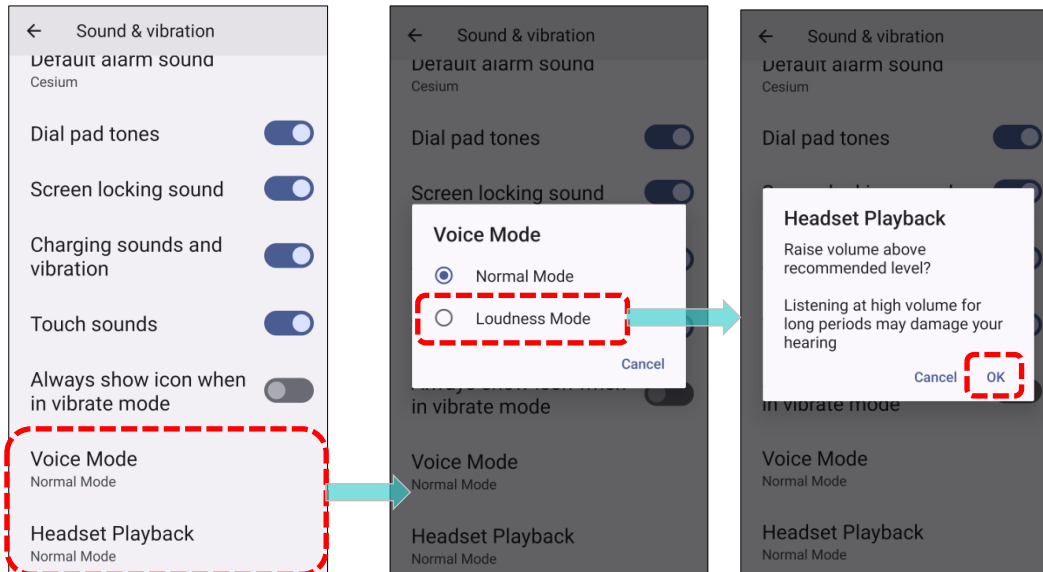 Sound & vibration
Default alarm sound
Cesium
Dial pad tones
Screen locking sound
Charging sounds and
vibration
Touch sounds
Always show icon when
in vibrate mode
Voice Mode
Normal Mode
Headset Playback
Normal Mode
Sound & vibration
Default alarm sound
Cesium
Dial pad tones
Screen locking sound
Voice Mode
Normal Mode
Loudness Mode
Cancel
Always show icon when
in vibrate mode
Voice Mode
Normal Mode
Headset Playback
Normal Mode
Sound & vibration
Default alarm sound
Cesium
Dial pad tones
Headset Playback
Raise volume above
recommended level?
Listening at high volume for
long periods may damage your
hearing
Cancel OK
in vibrate mode
Voice Mode
Normal Mode
Headset Playback
Normal Mode